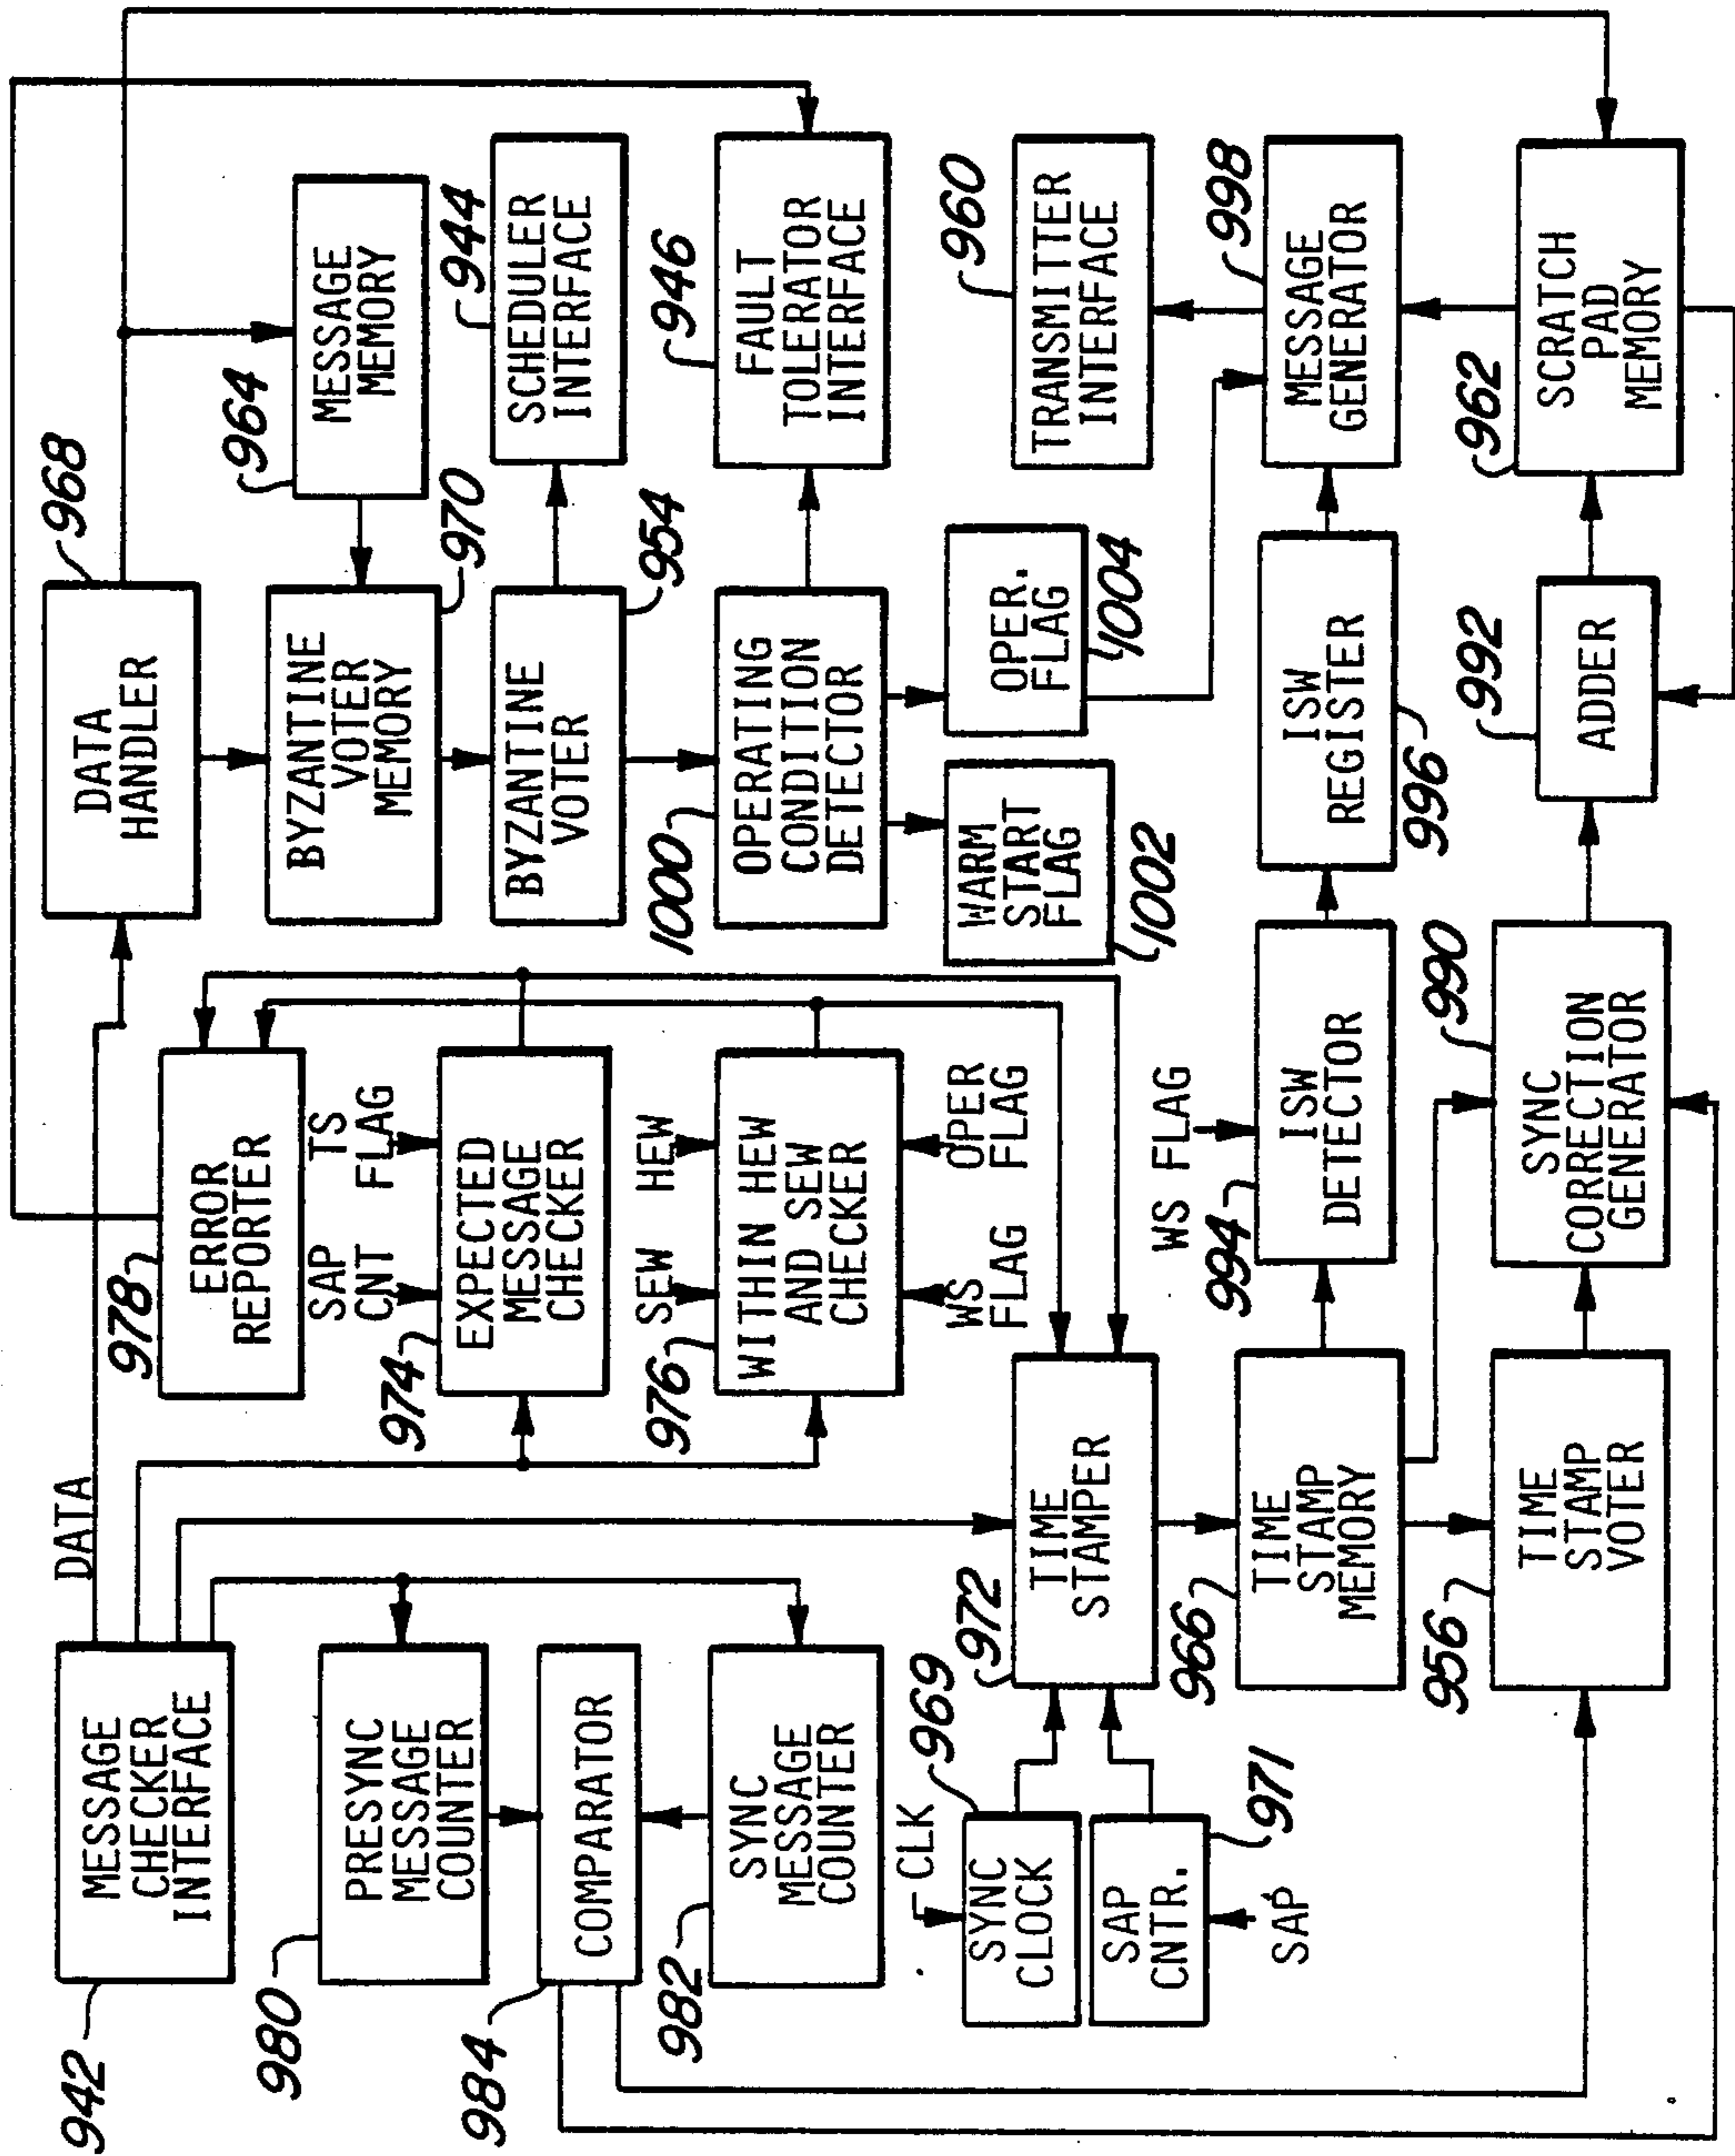 942
MESSAGE
CHECKER
INTERFACE
DATA
980
PRESYNC
MESSAGE
COUNTER
984
COMPARATOR
982
SYNC
MESSAGE
COUNTER
CLK
969
SYNC
CLOCK
SAP
CNTR.
971
SAP
978
ERROR
REPORTER
SAP
CNT
TS
FLAG
974
EXPECTED
MESSAGE
CHECKER
SEW
HEW
976
WITHIN HEW
AND SEW
CHECKER
WS
FLAG
OPER
FLAG
972
TIME
STAMPER
966
TIME
STAMP
MEMORY
956
TIME
STAMP
VOTER
WS FLAG
994
ISW
DETECTOR
990
SYNC
CORRECTION
GENERATOR
968
DATA
HANDLER
964
MESSAGE
MEMORY
BYZANTINE
VOTER
MEMORY
970
944
SCHEDULER
INTERFACE
BYZANTINE
VOTER
954
946
FAULT
TOLERATOR
INTERFACE
1000
OPERATING
CONDITION
DETECTOR
WARM
START
FLAG
1002
OPER.
FLAG
1004
960
TRANSMITTER
INTERFACE
ISW
REGISTER
996
998
MESSAGE
GENERATOR
992
ADDER
962
SCRATCH
PAD
MEMORY